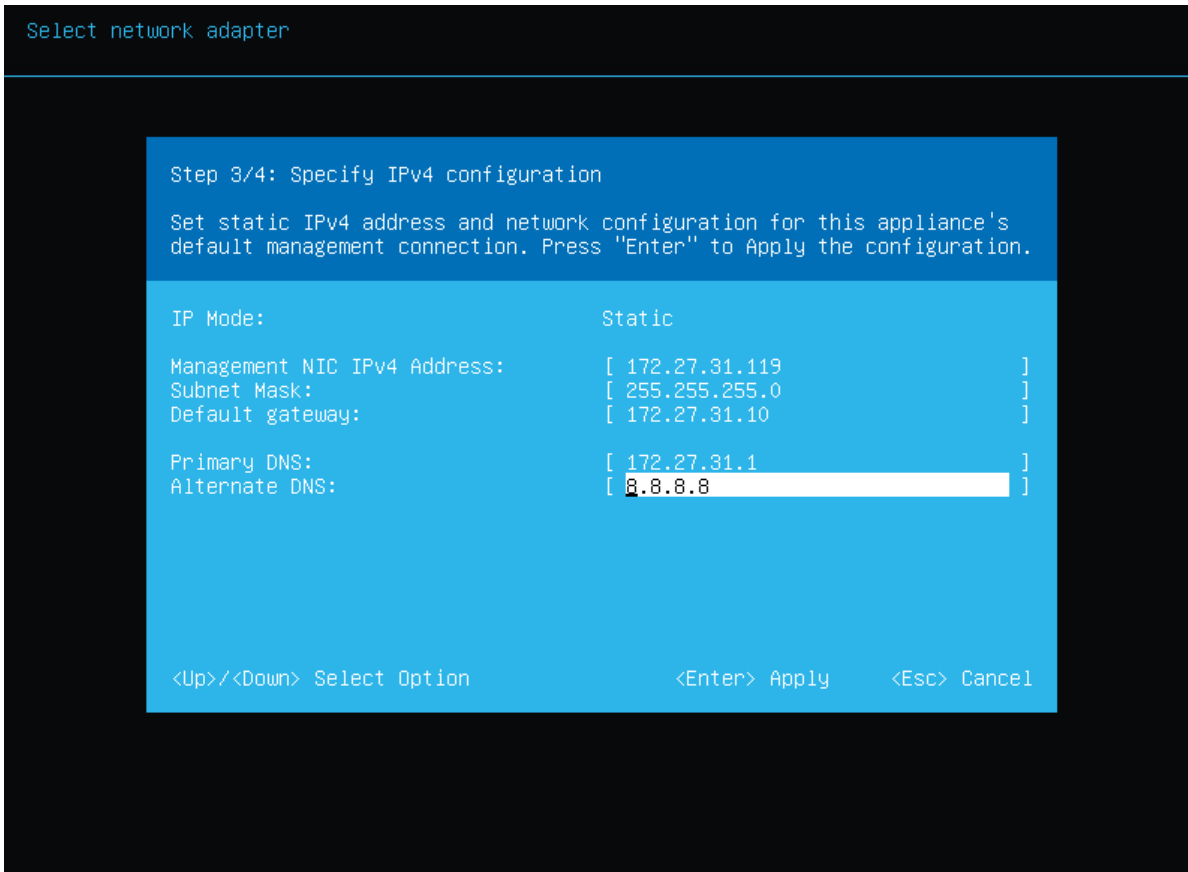 Select network adapter
Step 3/4: Specify IPv4 configuration
Set static IPv4 address and network configuration for this appliance's
default management connection. Press "Enter" to Apply the configuration.
IP Mode: Static
Management NIC IPv4 Address: [ 172.27.31.119 ]
Subnet Mask: [ 255.255.255.0 ]
Default gateway: [ 172.27.31.10 ]
Primary DNS: [ 172.27.31.1 ]
Alternate DNS: [ 8.8.8.8 ]
<Up>/<Down> Select Option <Enter> Apply <Esc> Cancel